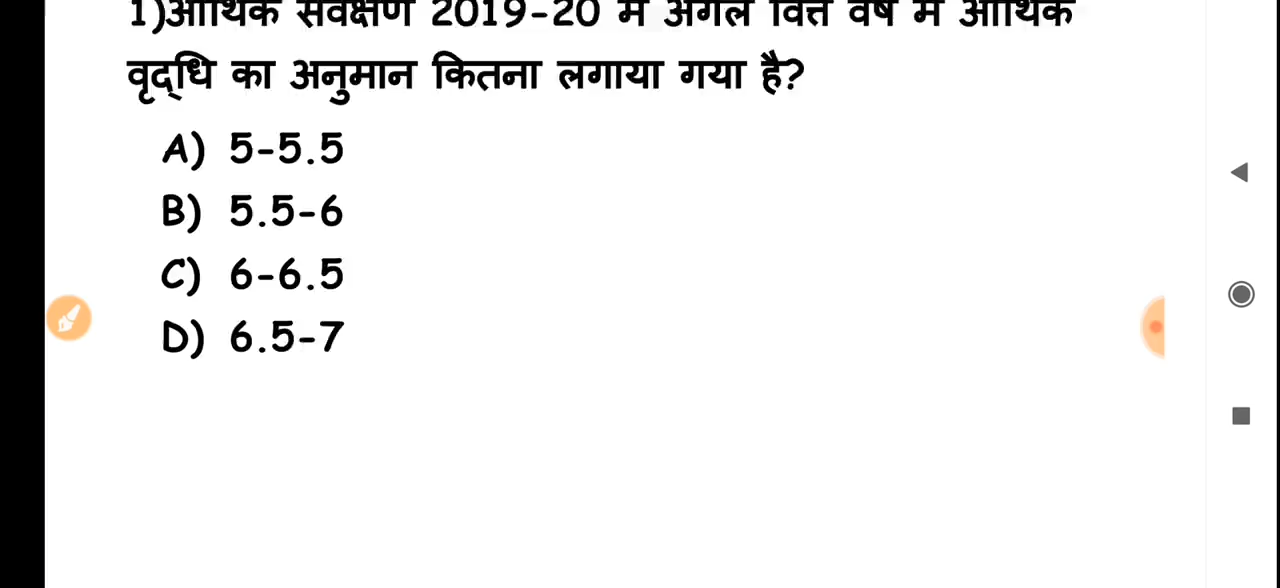 1)आर्थिक सर्वेक्षण 2019-20 में अगले वित्त वर्ष में आर्थिक
वृद्धि का अनुमान कितना लगाया गया है?
A) 5-5.5
B) 5.5-6
C) 6-6.5
D) 6.5-7